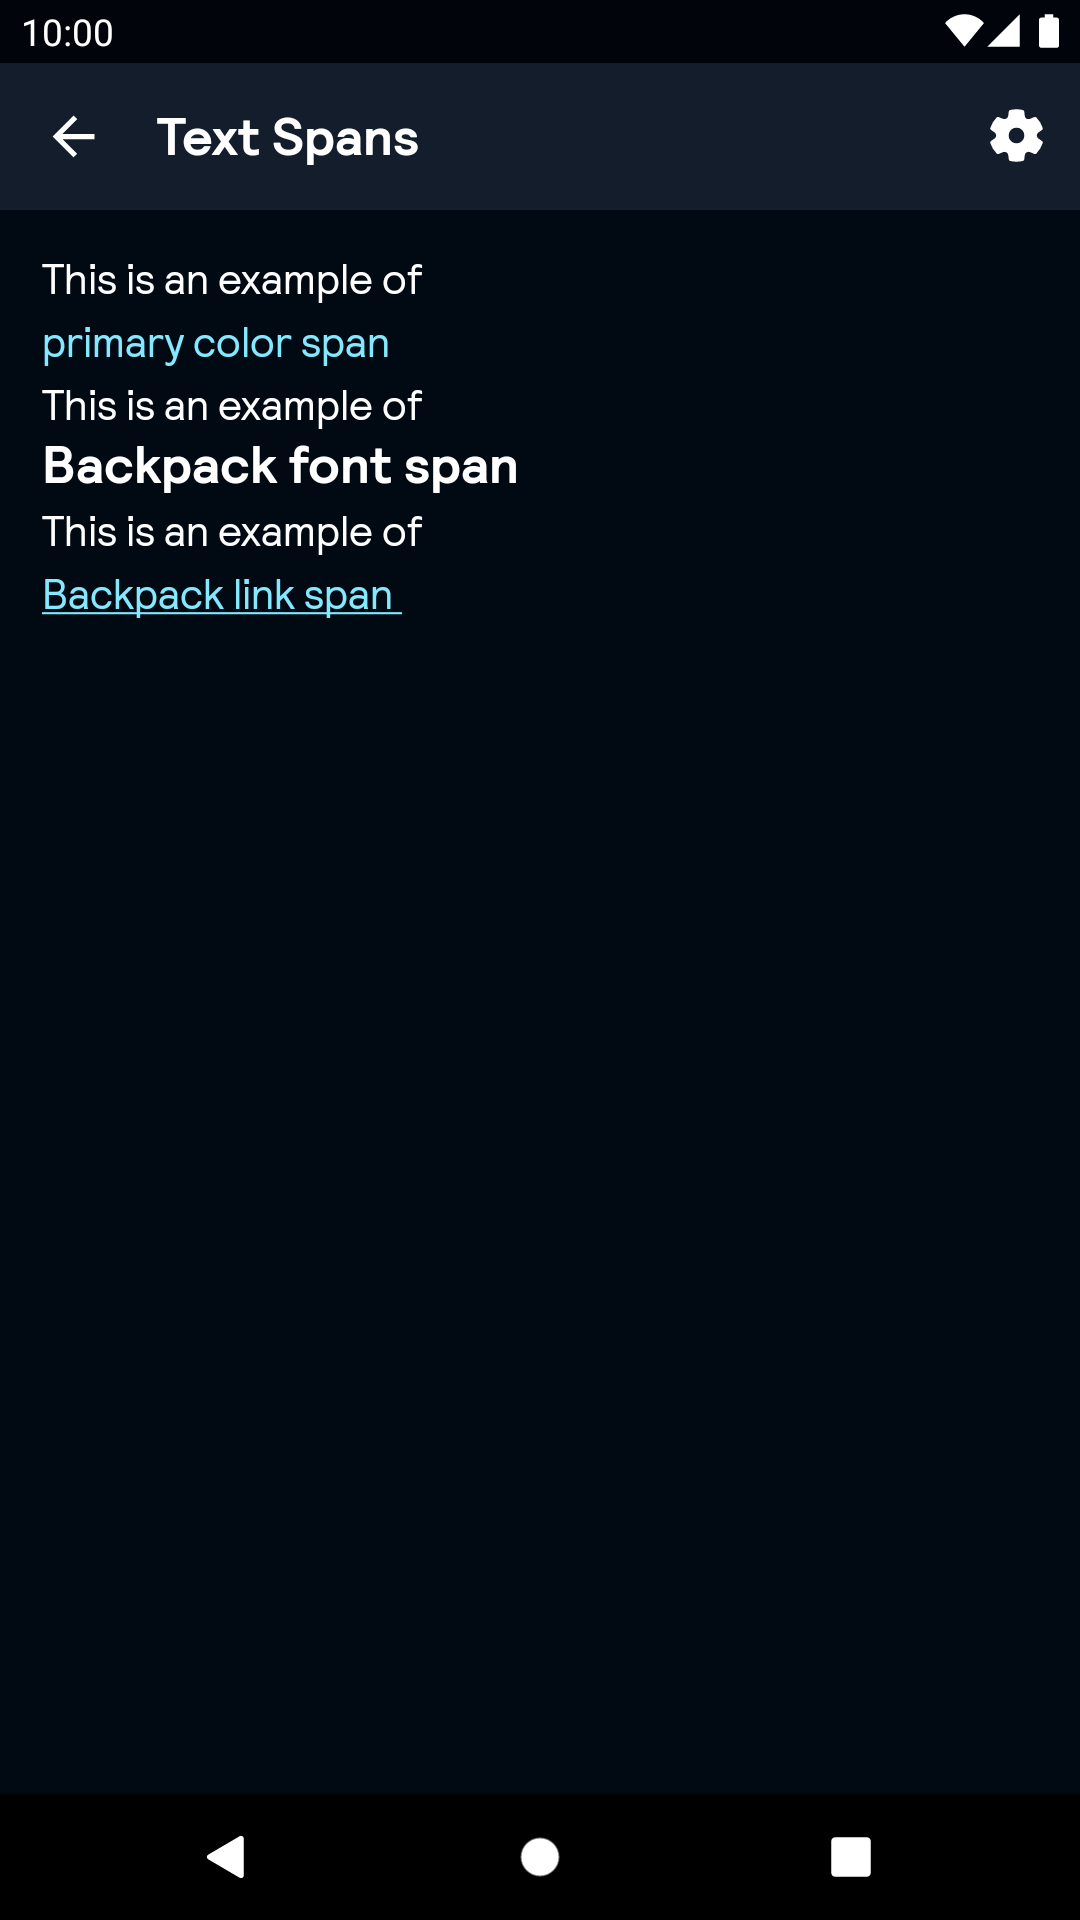 10:00
Text Spans
This is an example of
primary color span
This is an example of
Backpack font span
This is an example of
Backpack link span